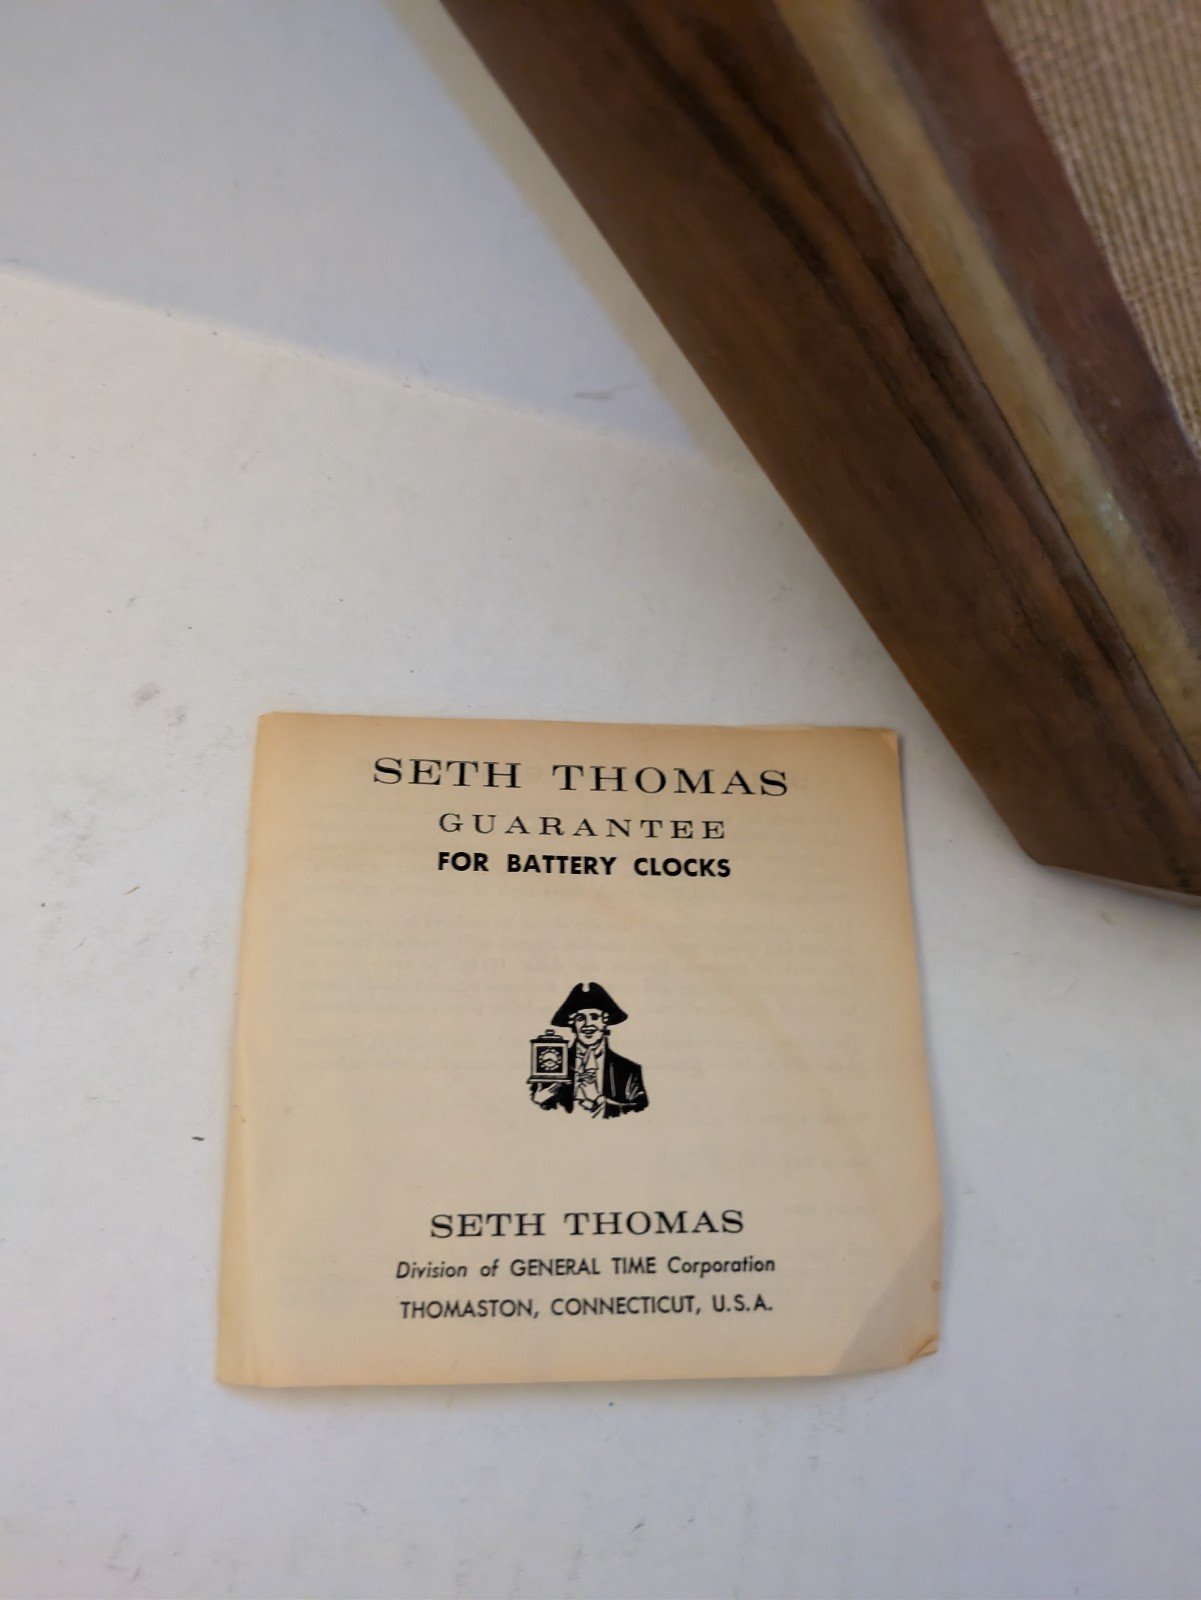 SETH THOMAS
GUARANTEE
FOR BATTERY CLOCKS
SETH THOMAS
Division of GENERAL TIME Corporation
THOMASTON, CONNECTICUT, U.S.A.